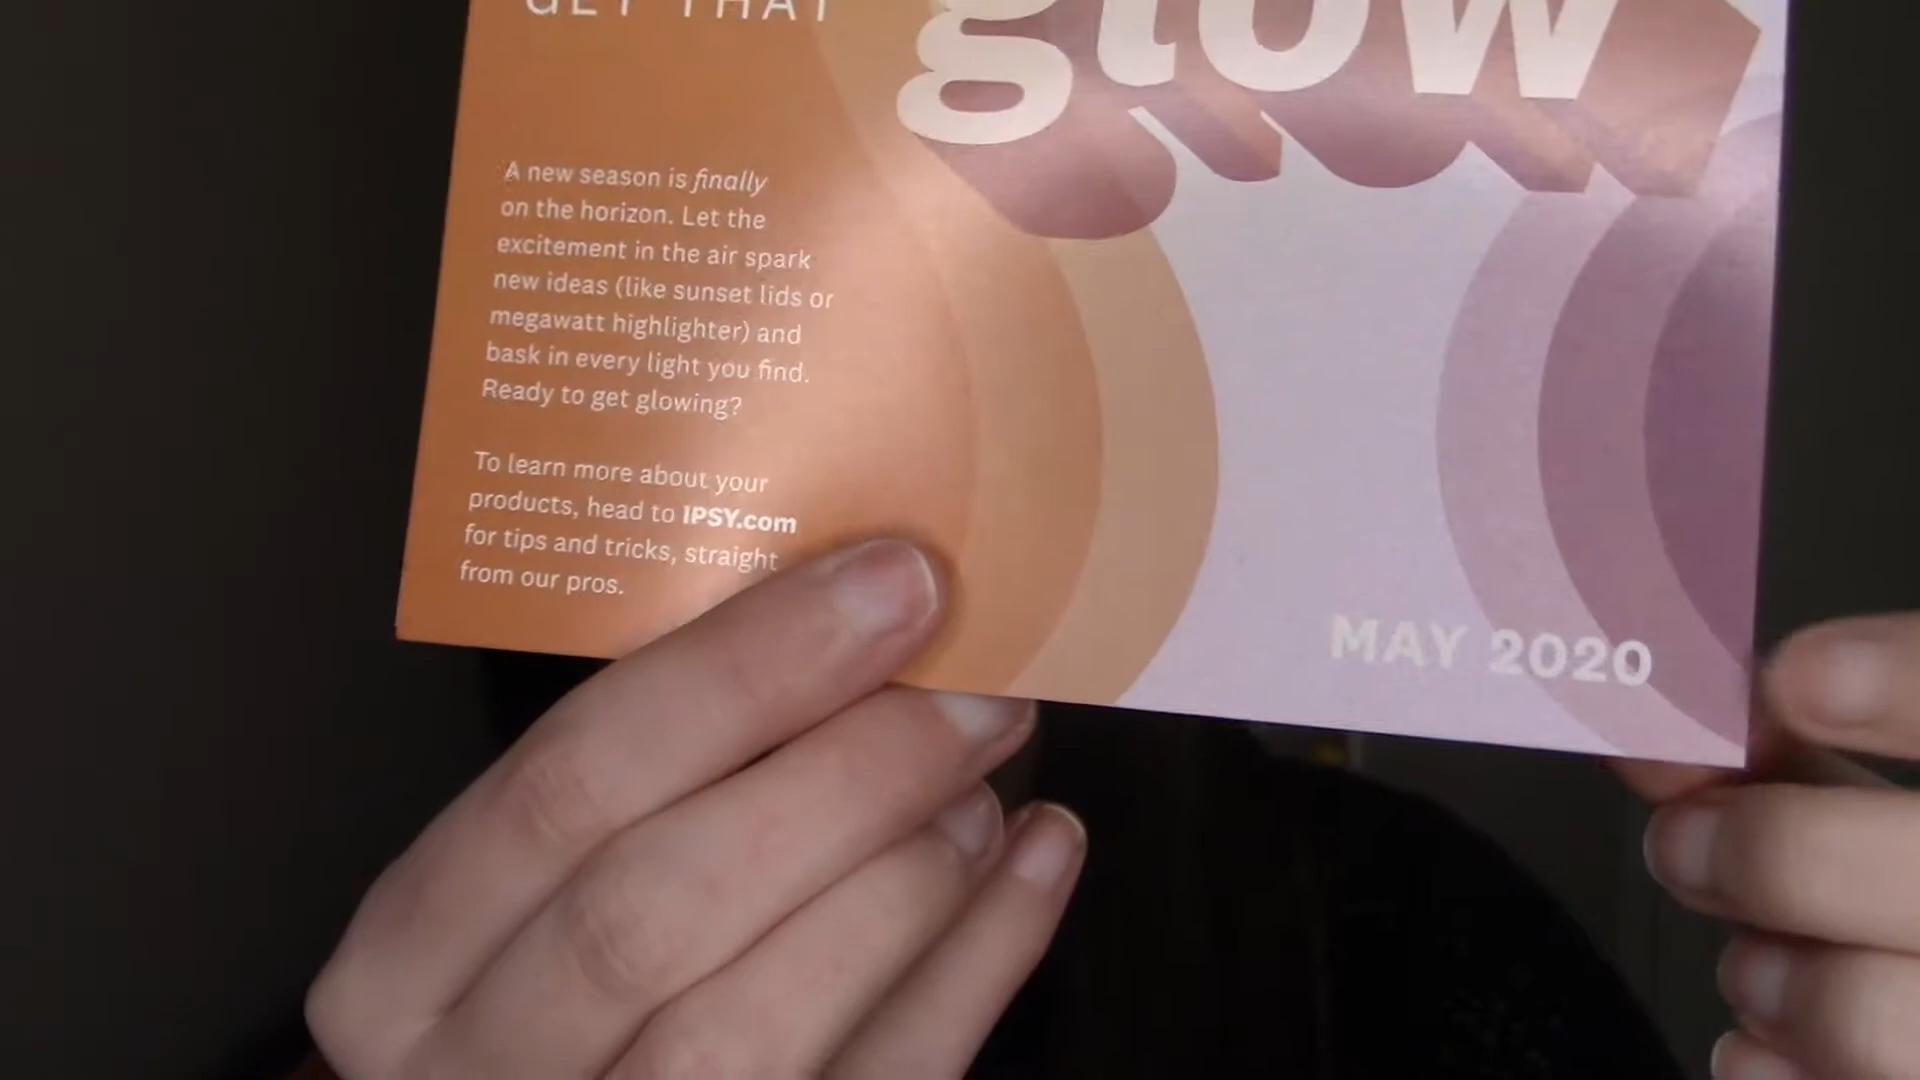 GET THAT
glow
A new season is finally
on the horizon. Let the
excitement in the air spark
new ideas (like sunset lids or
megawatt highlighter) and
bask in every light you find.
Ready to get glowing?
To learn more about your
products, head to IPSY.com
for tips and tricks, straight
from our pros.
MAY 2020